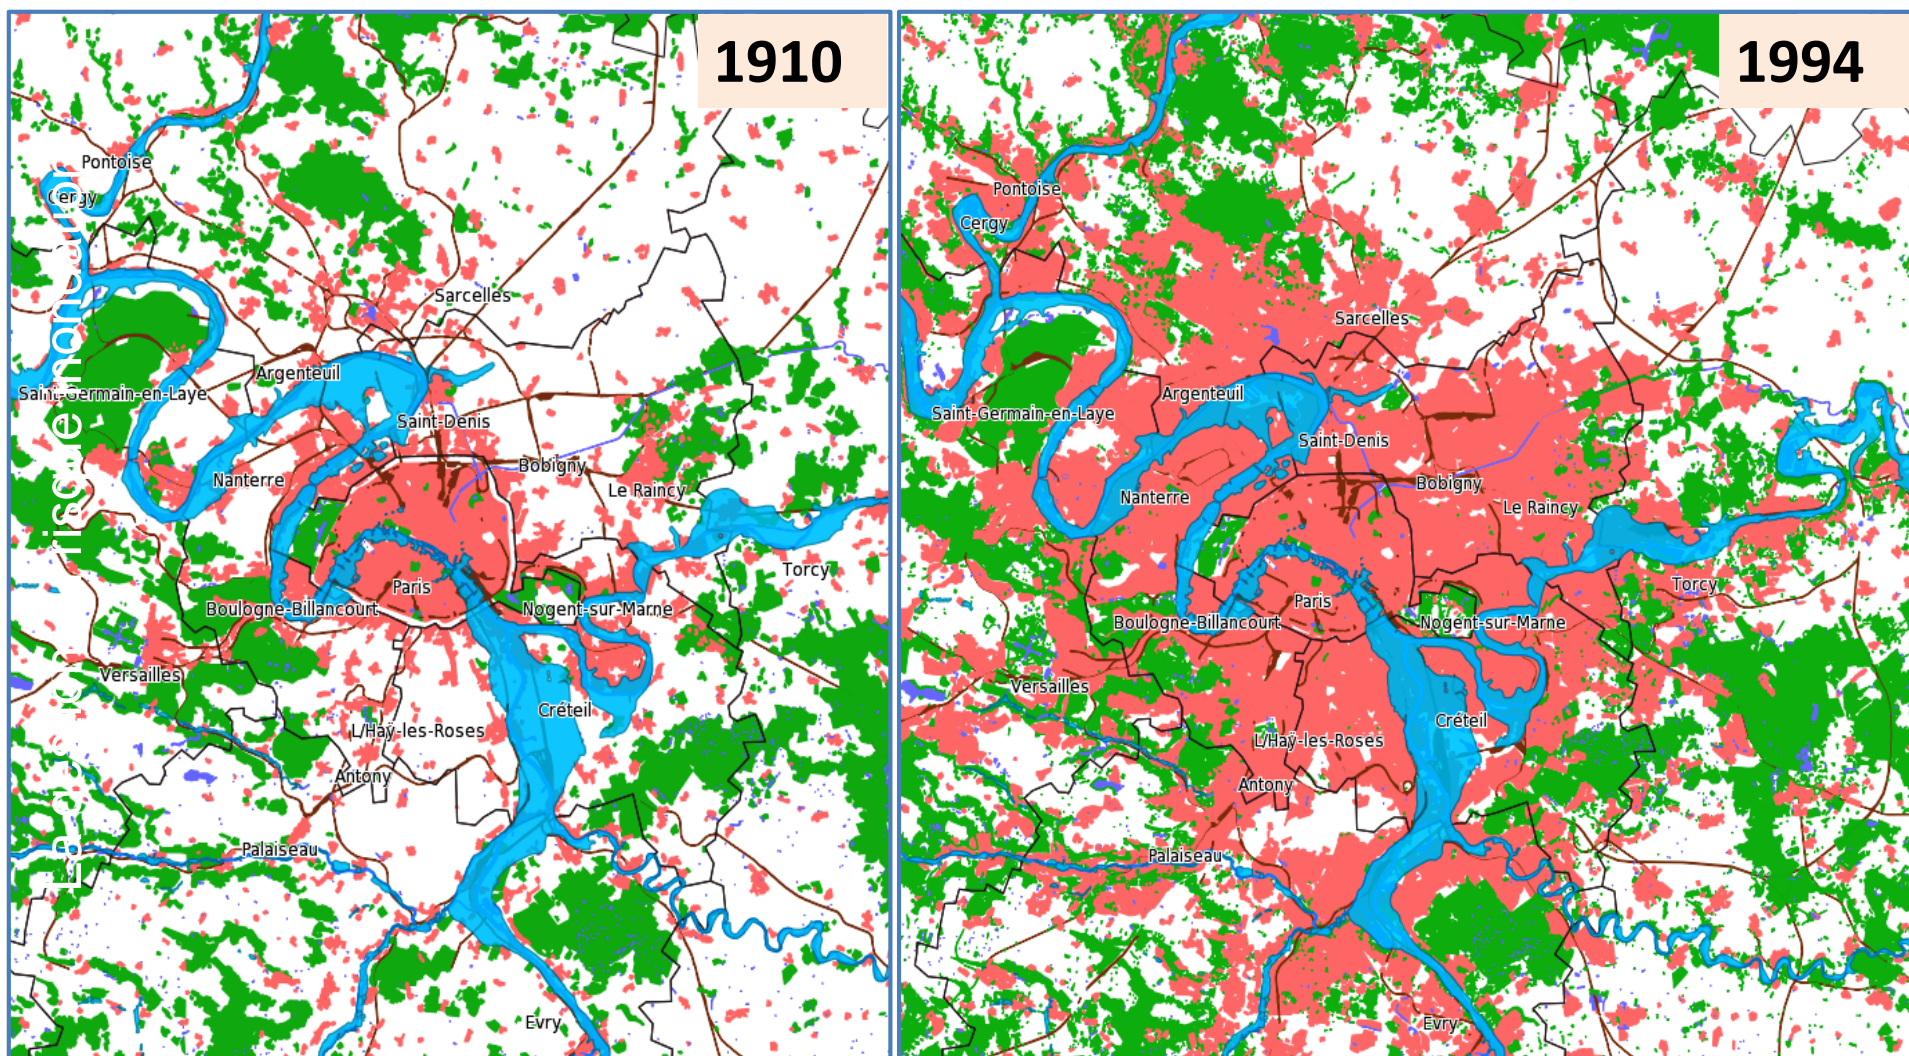 1910
Pontoise
Cergy
Sarcelles
Argenteuil
Saint-Germain-en-Laye
Saint-Denis
Bobigny
Nanterre
Le Raincy
Torcy
Paris
Boulogne-Billancourt
Nogent-sur-Marne
Versailles
Créteil
L'Haÿ-les-Roses
Antony
Palaiseau
Evry
risque
1994
Pontoise
Cergy
Sarcelles
Argenteuil
Saint-Germain-en-Laye
Saint-Denis
Bobigny
Nanterre
Le Raincy
Torcy
Paris
Boulogne-Billancourt
Nogent-sur-Marne
Versailles
Créteil
L'Haÿ-les-Roses
Antony
Palaiseau
Evry